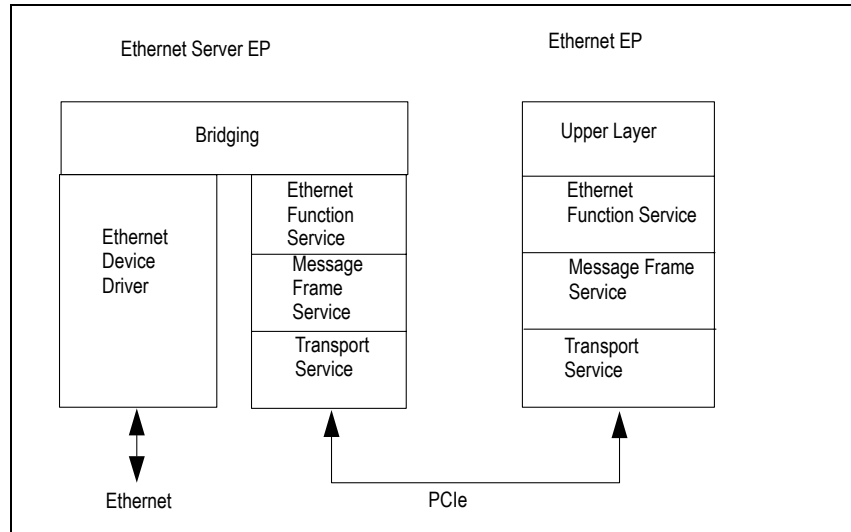 Ethernet Server EP
Ethernet EP
Bridging
Upper Layer
Ethernet
Device
Driver
Ethernet
Function
Service
Message
Frame
Service
Transport
Service
Ethernet
Function Service
Message Frame
Service
Transport
Service
Ethernet
PCIe